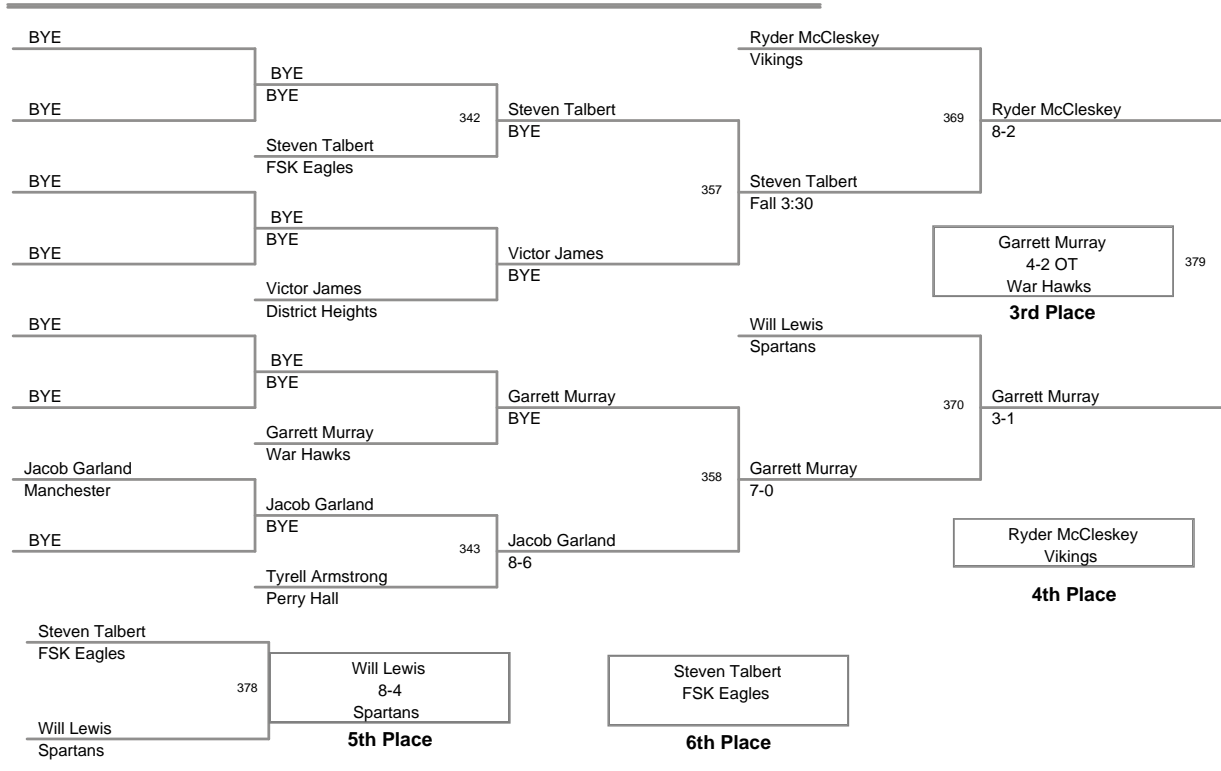 BYE
BYE
BYE
BYE
342
Steven Talbert
FSK Eagles
Steven Talbert
BYE
BYE
BYE
BYE
BYE
Victor James
District Heights
Victor James
BYE
357
Steven Talbert
Fall 3:30
Ryder McCleskey
Vikings
369
Ryder McCleskey
8-2
Garrett Murray
4-2 OT
War Hawks
379
3rd Place
BYE
BYE
BYE
BYE
Garrett Murray
War Hawks
Garrett Murray
BYE
Jacob Garland
Manchester
BYE
Jacob Garland
BYE
343
Tyrell Armstrong
Perry Hall
Jacob Garland
8-6
358
Garrett Murray
7-0
Will Lewis
Spartans
370
Garrett Murray
3-1
Ryder McCleskey
Vikings
4th Place
Steven Talbert
FSK Eagles
378
Will Lewis
Spartans
Will Lewis
8-4
Spartans
5th Place
Steven Talbert
FSK Eagles
6th Place